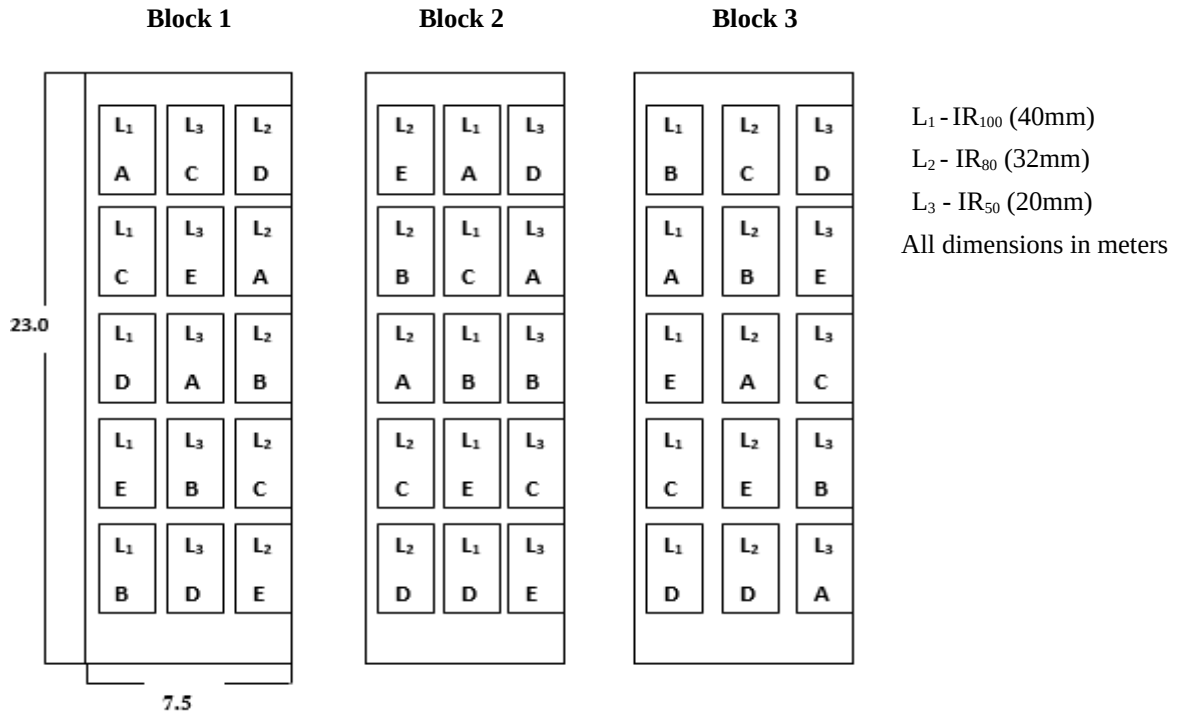 Block 1 Block 2 Block 3
L₁ L₃ L₂ L₂ L₁ L₃ L₁ L₂ L₃
A C D E A D B C D
L₁ L₃ L₂ L₂ L₁ L₃ L₁ L₂ L₃
C E A B C A A B E
L₁ L₃ L₂ L₂ L₁ L₃ L₁ L₂ L₃
D A B A B B E A C
L₁ L₃ L₂ L₂ L₁ L₃ L₁ L₂ L₃
E B C C E C C E B
L₁ L₃ L₂ L₂ L₁ L₃ L₁ L₂ L₃
B D E D D E D D A
23.0
7.5
L₁ - IR₁₀₀ (40mm)
L₂ - IR₈₀ (32mm)
L₃ - IR₅₀ (20mm)
All dimensions in meters